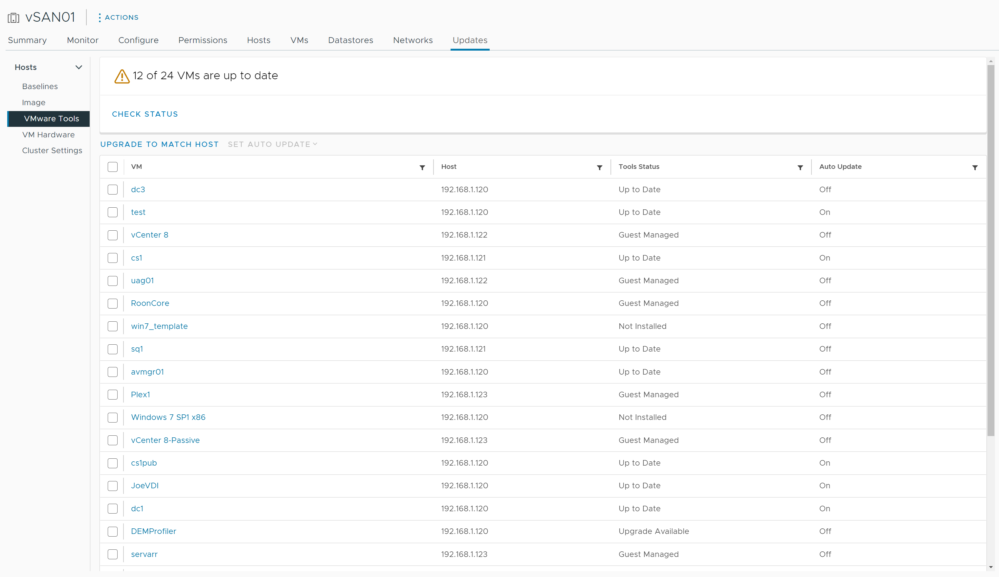 vSAN01 ACTIONS
Summary Monitor Configure Permissions Hosts VMs Datastores Networks Updates
Hosts
Baselines
Image
VMware Tools
VM Hardware
Cluster Settings
12 of 24 VMs are up to date
CHECK STATUS
UPGRADE TO MATCH HOST SET AUTO UPDATE
VM Host Tools Status Auto Update
dc3 192.168.1.120 Up to Date Off
test 192.168.1.120 Up to Date On
vCenter 8 192.168.1.122 Guest Managed Off
cs1 192.168.1.121 Up to Date On
uag01 192.168.1.122 Guest Managed Off
RoonCore 192.168.1.120 Guest Managed Off
win7_template 192.168.1.120 Not Installed Off
sq1 192.168.1.121 Up to Date Off
avmgr01 192.168.1.120 Up to Date Off
Plex1 192.168.1.123 Guest Managed Off
Windows 7 SP1 x86 192.168.1.120 Not Installed Off
vCenter 8-Passive 192.168.1.123 Guest Managed Off
cs1pub 192.168.1.120 Up to Date On
JoeVDI 192.168.1.120 Up to Date On
dc1 192.168.1.120 Up to Date On
DEMProfiler 192.168.1.120 Upgrade Available Off
servarr 192.168.1.123 Guest Managed Off